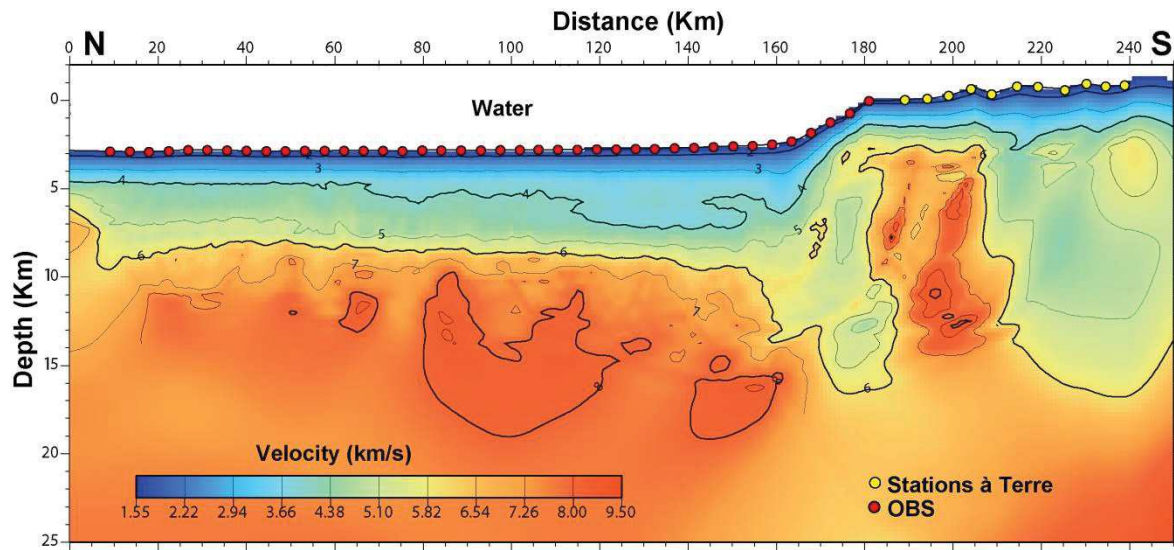 Distance (Km)
N S
0 20 40 60 80 100 120 140 160 180 200 220 240
Depth (Km)
0
5
10
15
20
25
Water
3 3
4 4 4
5 5
6 6 6
7 7
8
Velocity (km/s)
1.55 2.22 2.94 3.66 4.38 5.10 5.82 6.54 7.26 8.00 9.50
Stations à Terre
OBS